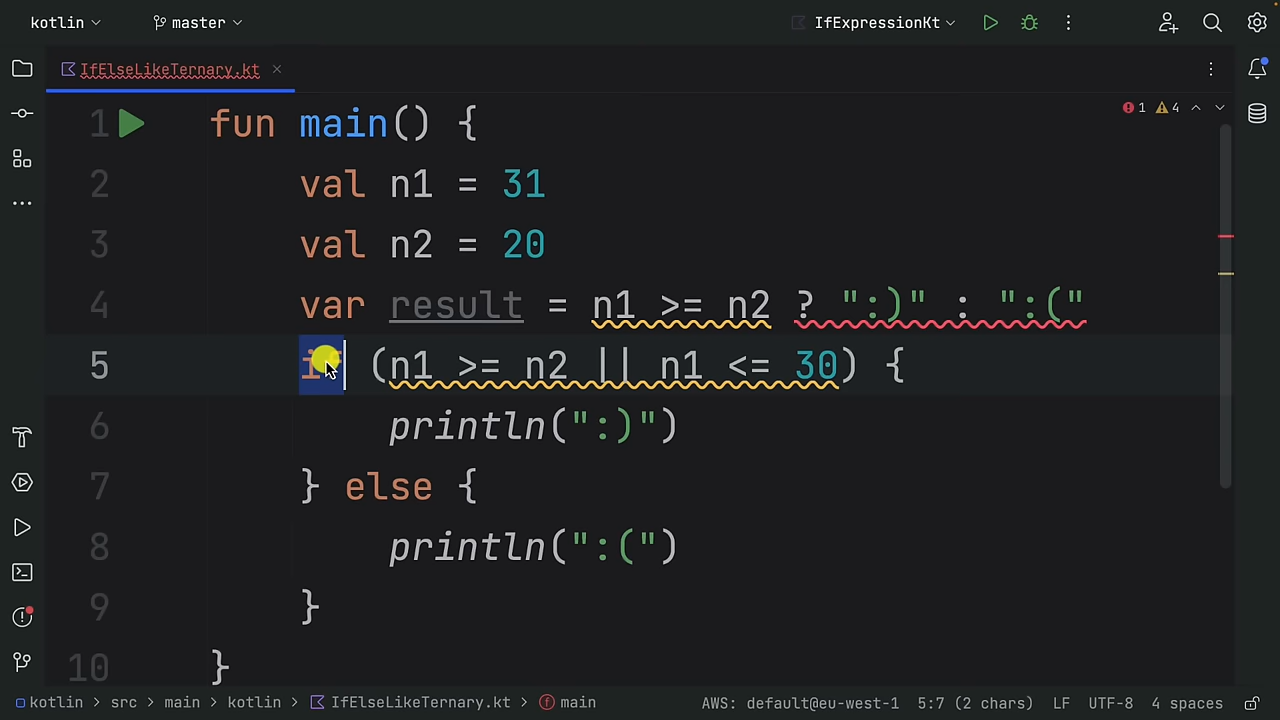 kotlin master IfExpressionKt
IfElseLikeTernary.kt
1 4
1 fun main() {
2 val n1 = 31
3 val n2 = 20
4 var result = n1 >= n2 ? ":)" : ":("
5 if (n1 >= n2 || n1 <= 30) {
6 println(":)")
7 } else {
8 println(":(")
9 }
10 }
kotlin > src > main > kotlin > IfElseLikeTernary.kt > main AWS: default@eu-west-1 5:7 (2 chars) LF UTF-8 4 spaces